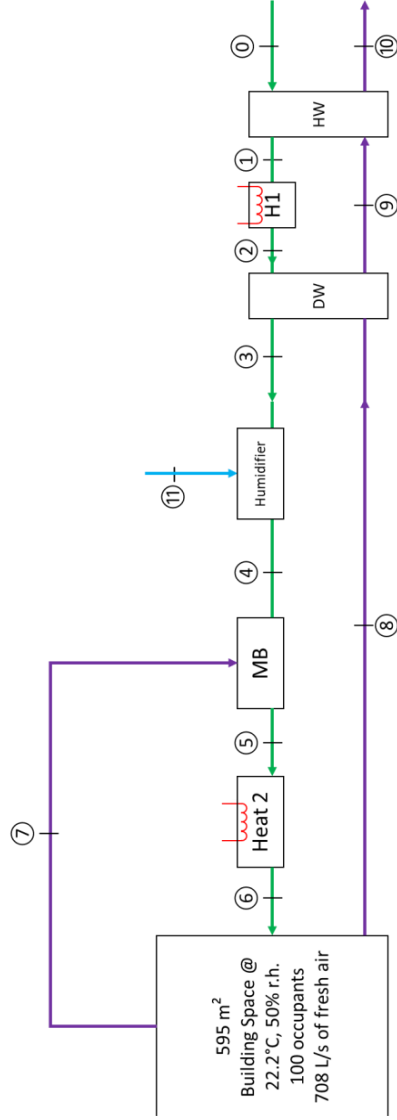 0
10
HW
1
H1
9
2
DW
3
11
Humidifier
4
8
MB
7
5
Heat 2
6
595 m²
Building Space @
22.2°C, 50% r.h.
100 occupants
708 L/s of fresh air